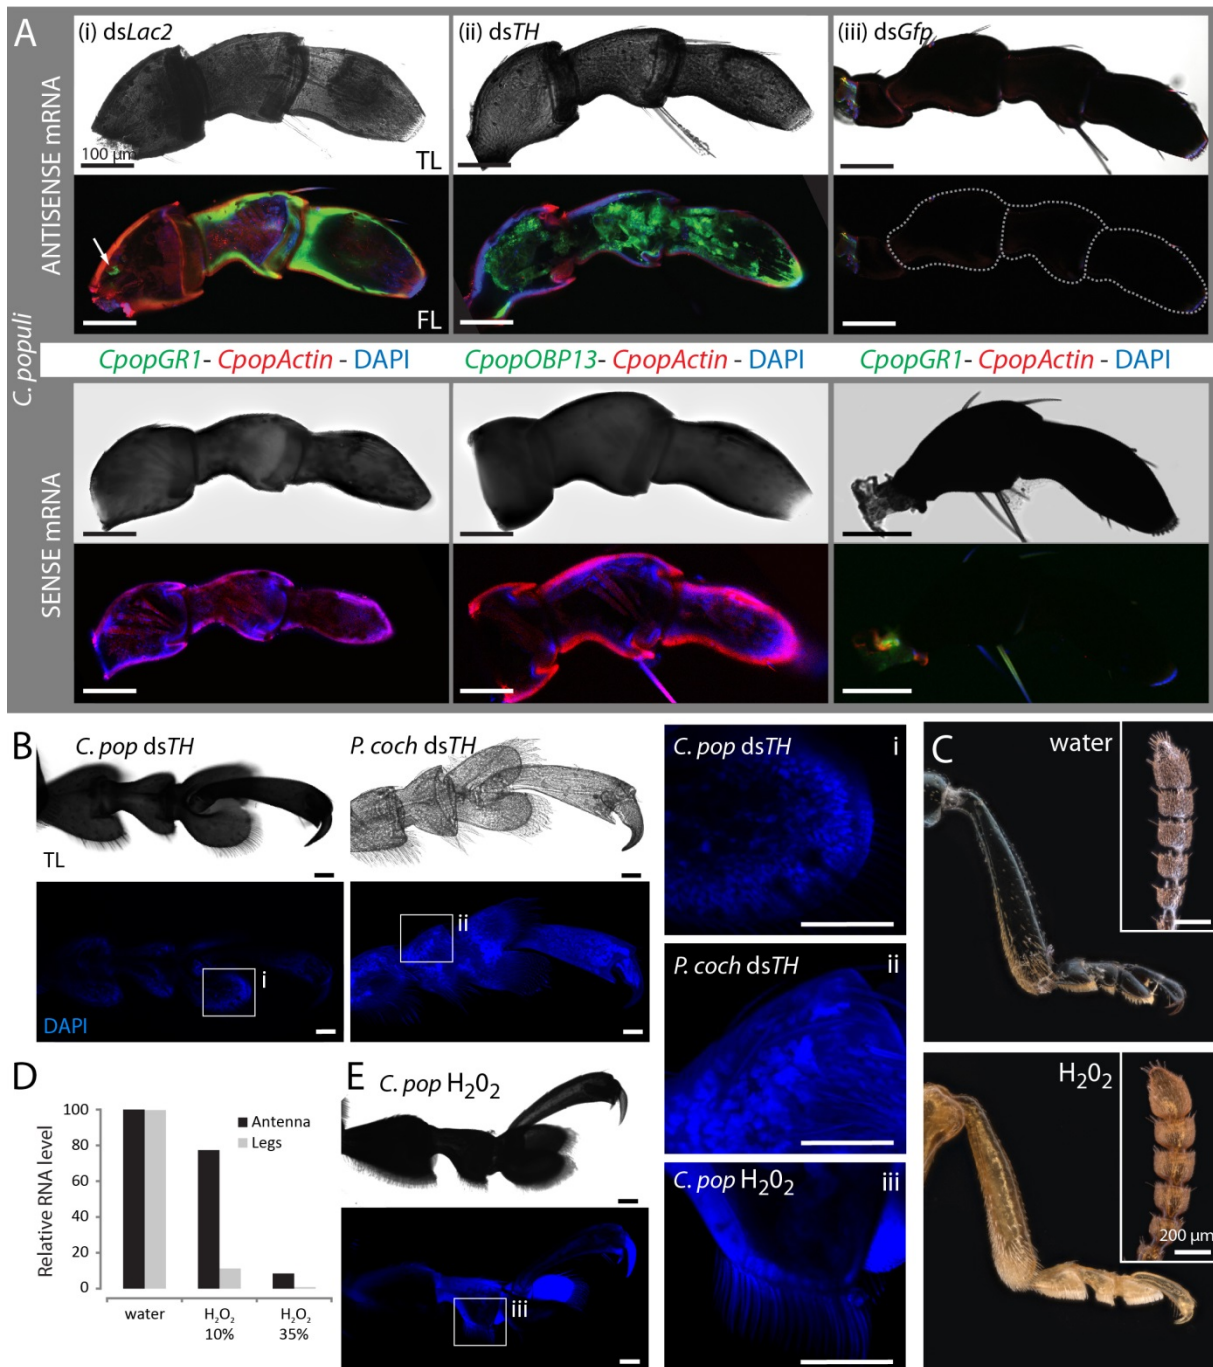 A
(i) dsLac2
(ii) dsTH
(iii) dsGfp
C. populi
ANTISENSE mRNA
100 µm
TL
FL
CpopGR1- CpopActin - DAPI
CpopOBP13- CpopActin - DAPI
CpopGR1- CpopActin - DAPI
SENSE mRNA
B
C. pop dsTH
TL
DAPI
i
P. coch dsTH
ii
C. pop dsTH
i
P. coch dsTH
ii
C. pop H₂0₂
iii
C
water
H₂0₂
200 µm
D
Relative RNA level
100
80
60
40
20
0
Antenna
Legs
water
H₂O₂
10%
H₂O₂
35%
E
C. pop H₂0₂
iii